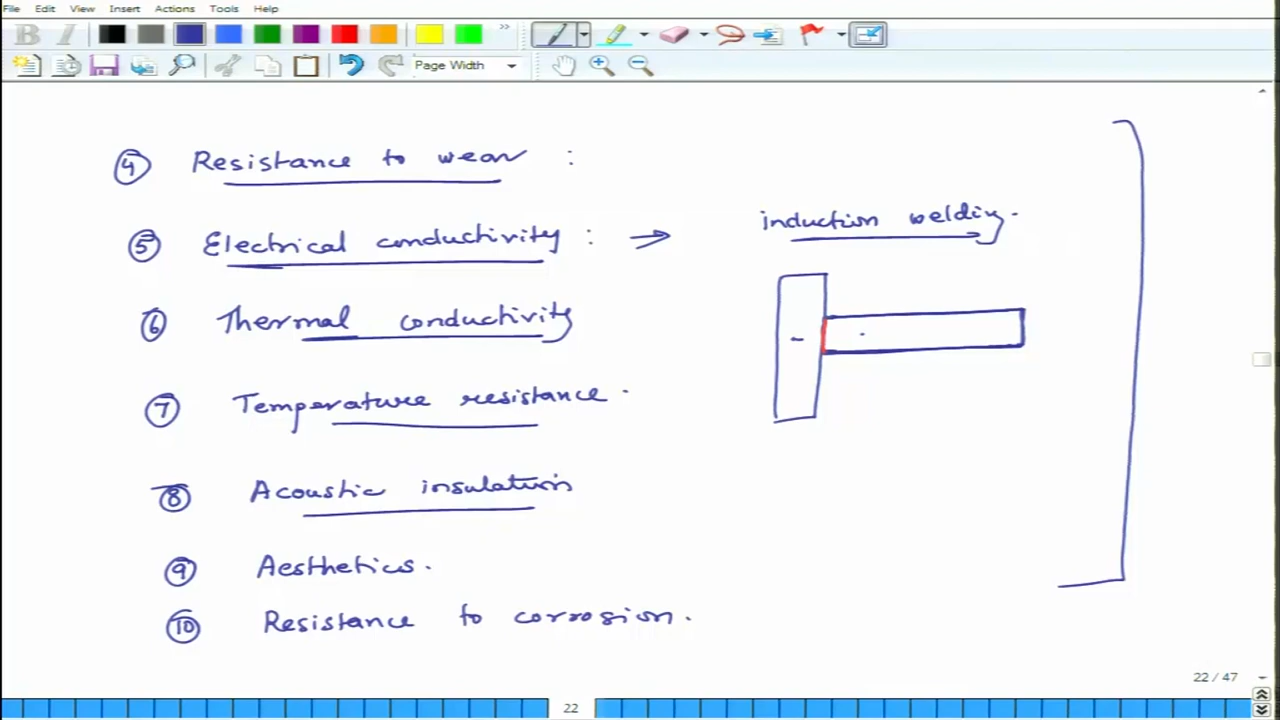 File Edit View Insert Actions Tools Help
B I
Page Width
④ Resistance to wear :
⑤ Electrical conductivity : ⇒
induction welding.
⑥ Thermal conductivity
⑦ Temperature resistance.
⑧ Acoustic insulation
⑨ Aesthetics.
⑩ Resistance to corrosion.
22 / 47
22